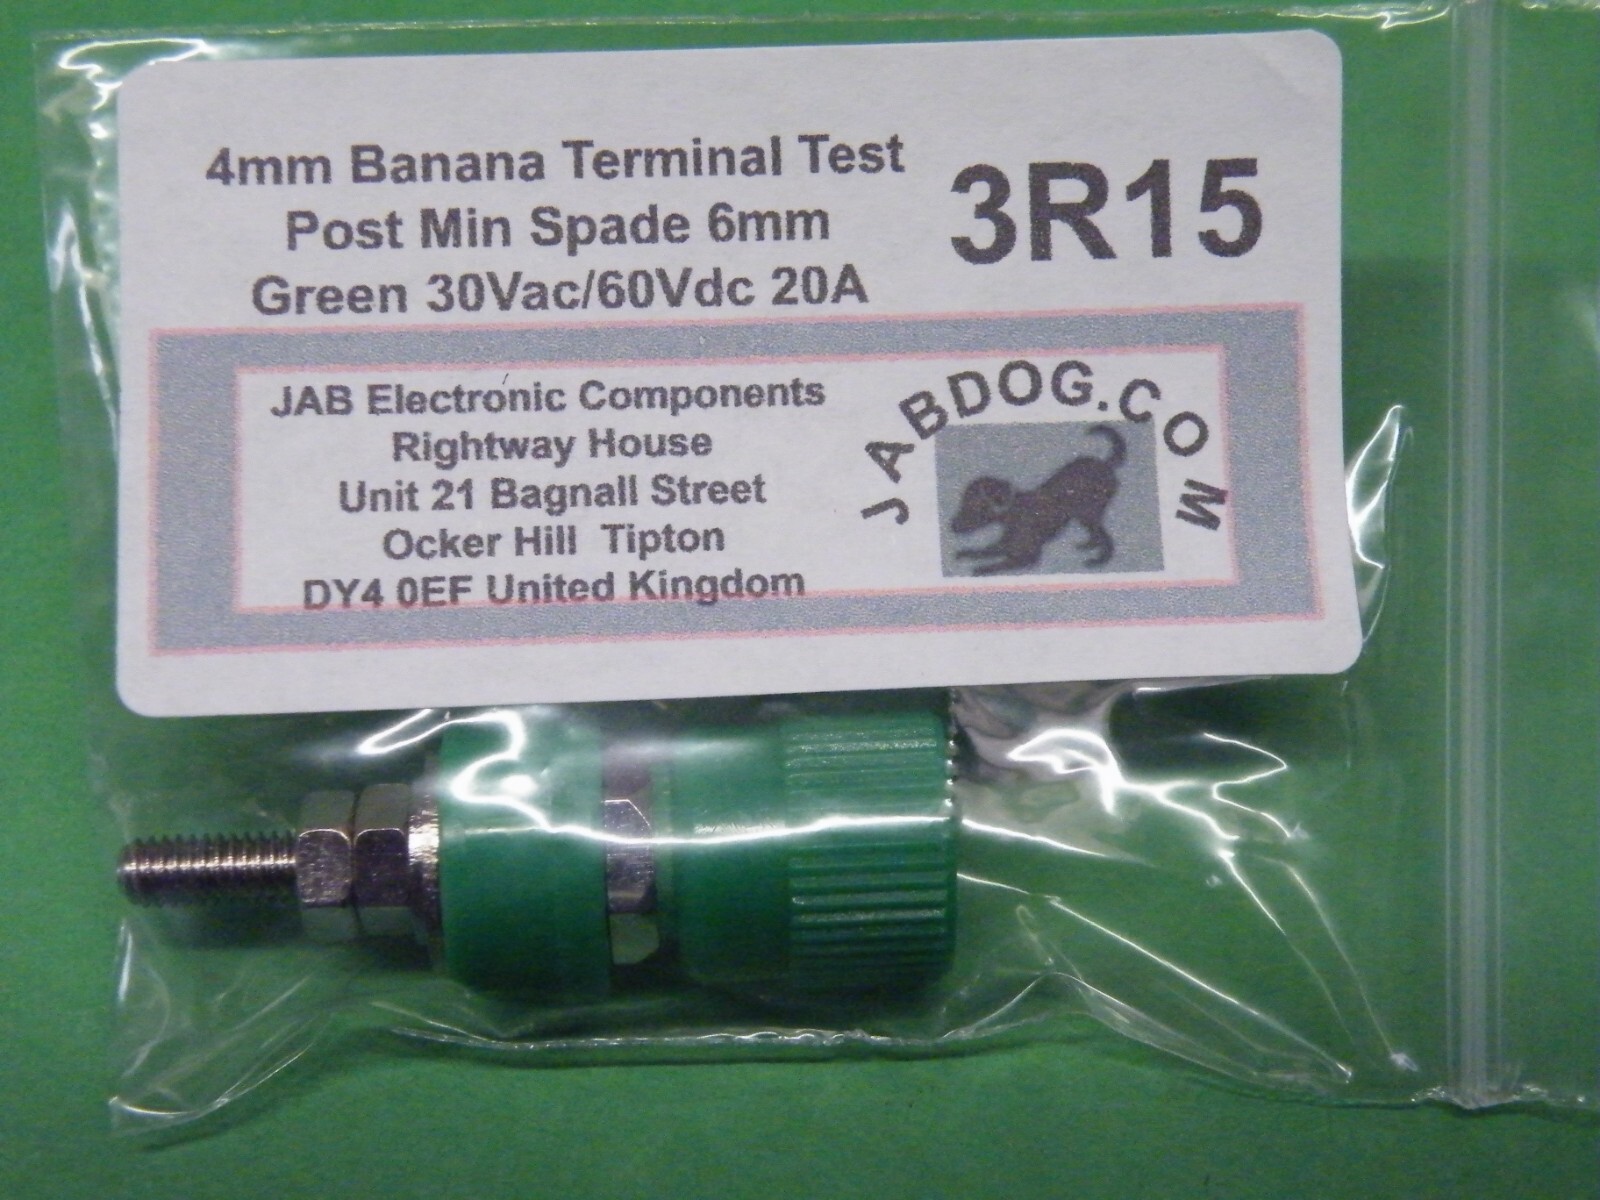 4mm Banana Terminal Test
Post Min Spade 6mm
Green 30Vac/60Vdc 20A
3R15
JAB Electronic Components
Rightway House
Unit 21 Bagnall Street
Ocker Hill Tipton
DY4 0EF United Kingdom
JABDOG.COM